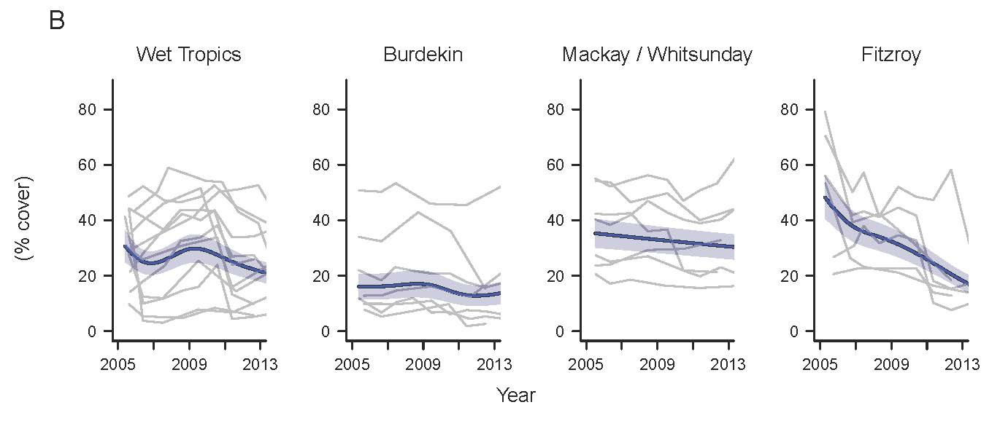 B
Wet Tropics Burdekin Mackay / Whitsunday Fitzroy
(% cover)
80 80 80 80
60 60 60 60
40 40 40 40
20 20 20 20
0 0 0 0
2005 2009 2013 2005 2009 2013 2005 2009 2013 2005 2009 2013
Year